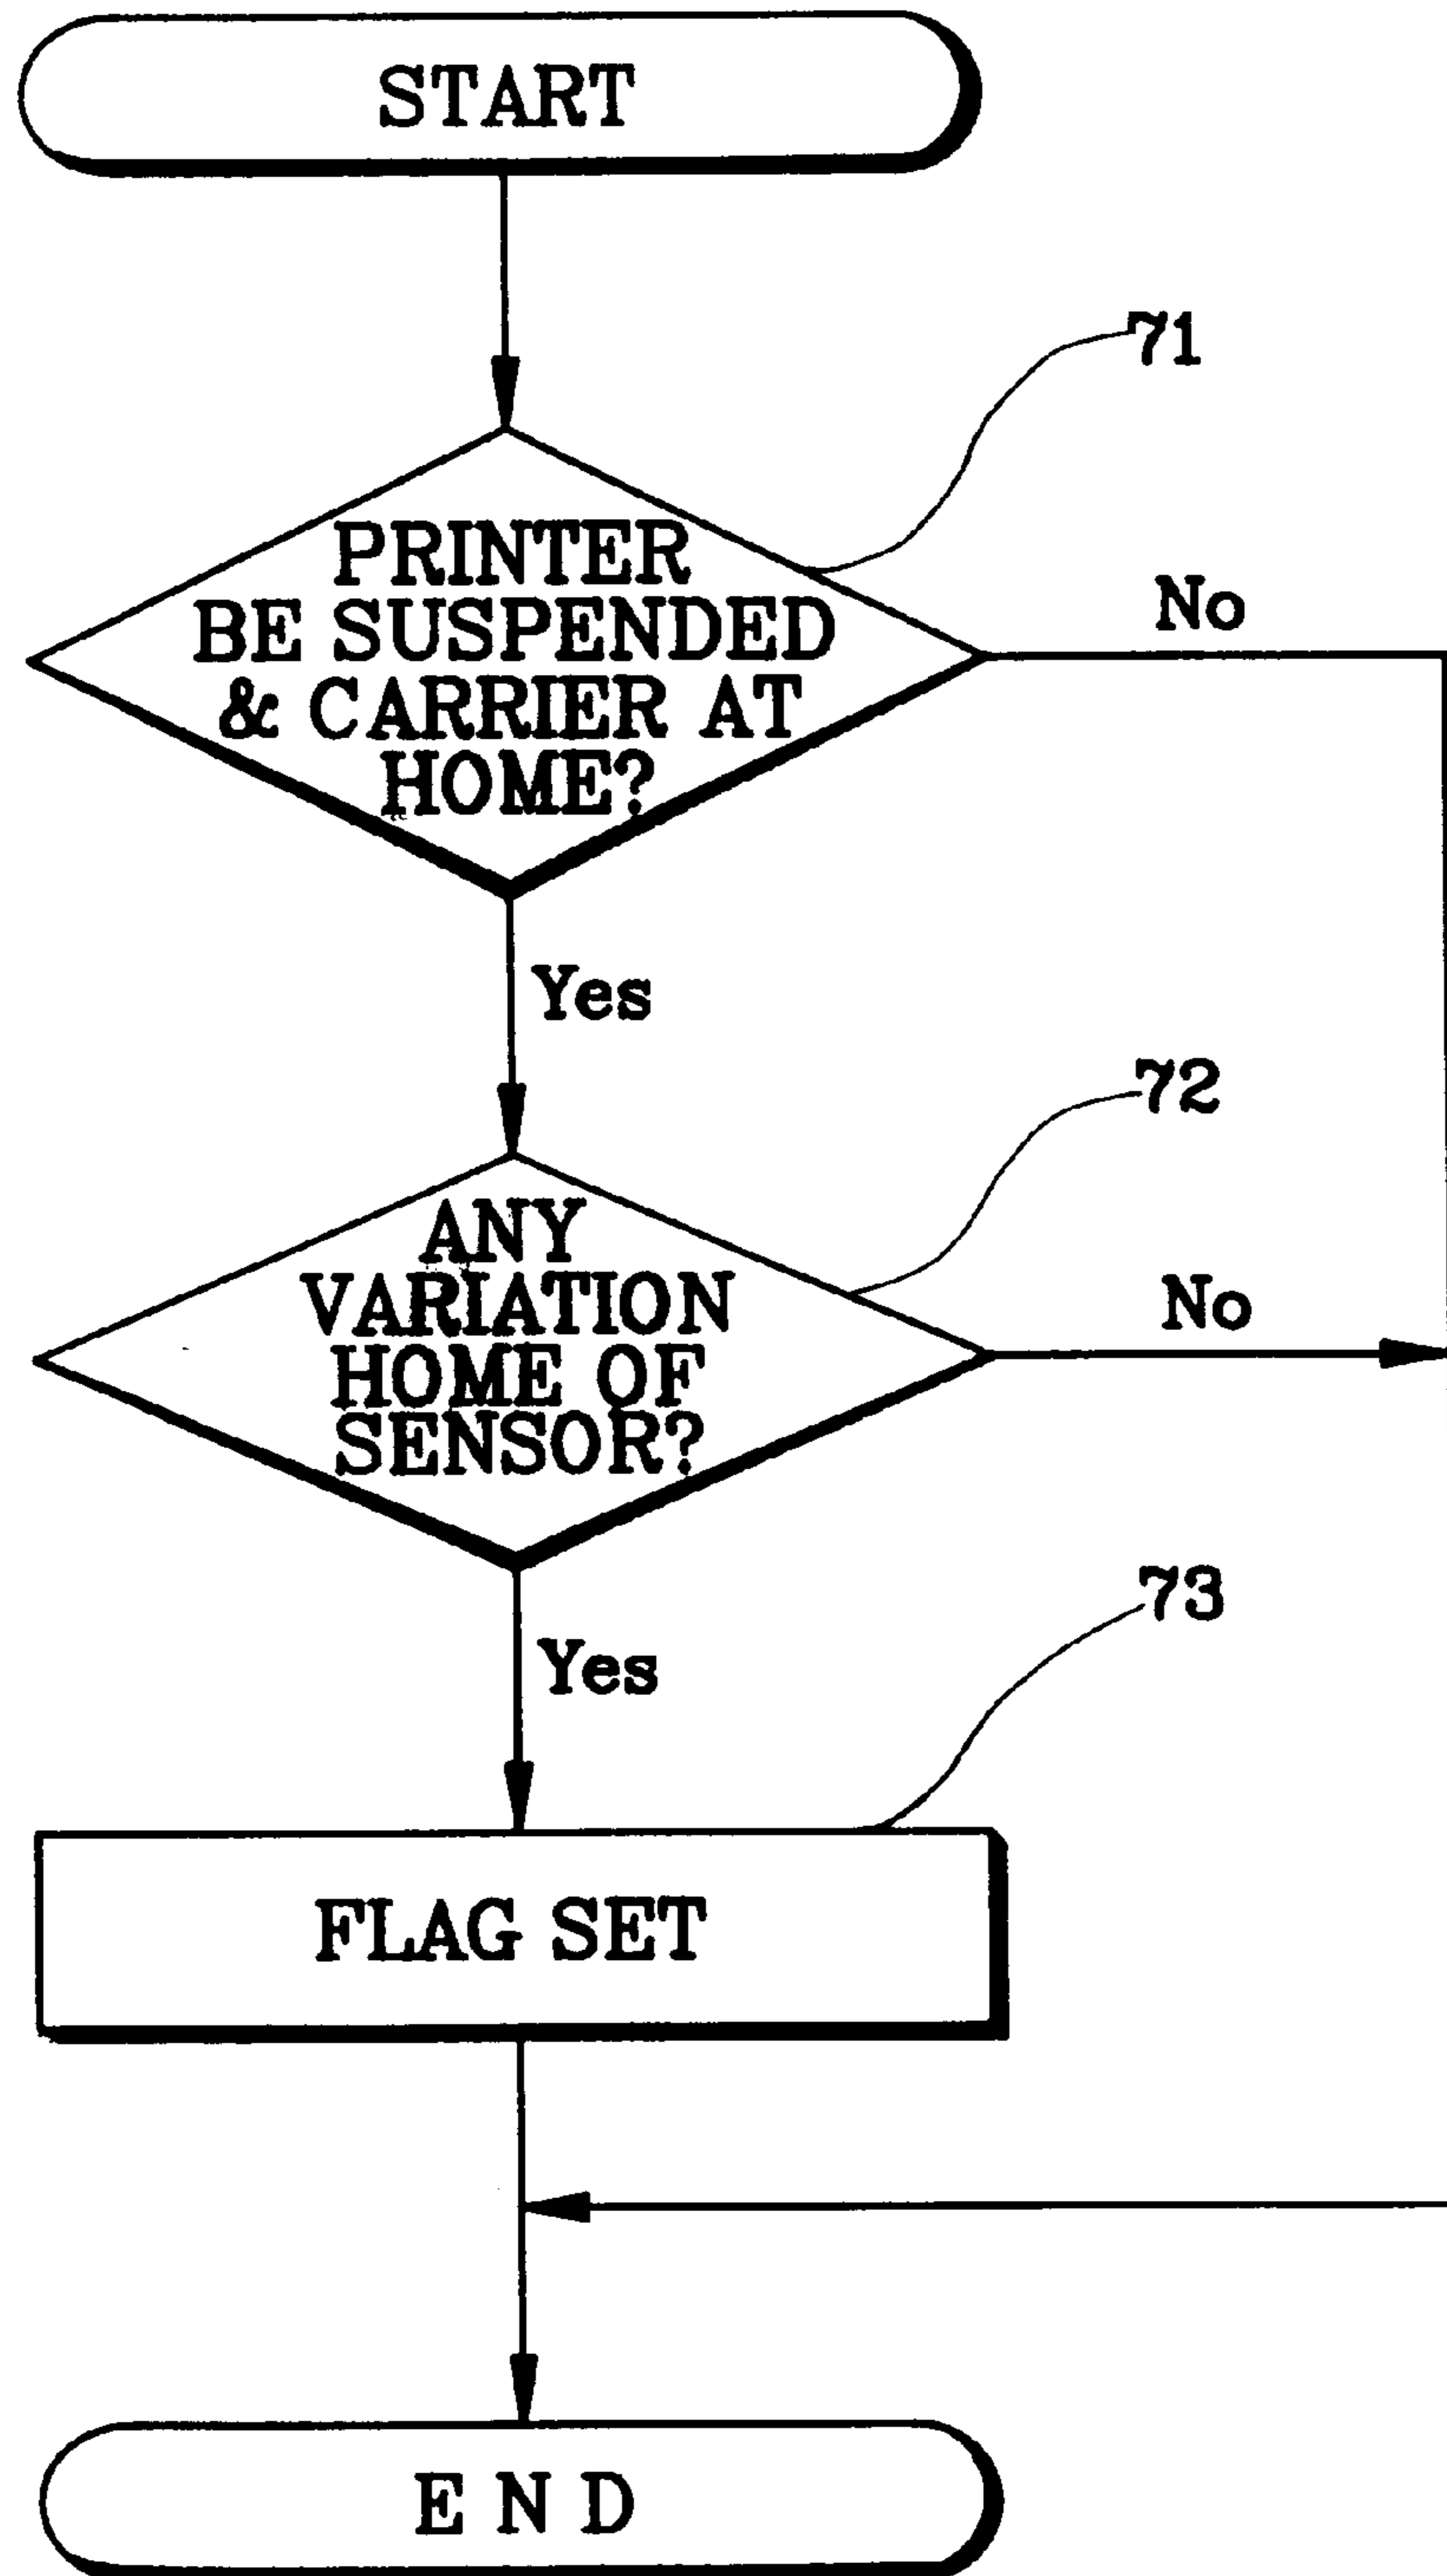 START
71
PRINTER
BE SUSPENDED
& CARRIER AT
HOME?
No
Yes
72
ANY
VARIATION
HOME OF
SENSOR?
No
Yes
73
FLAG SET
END